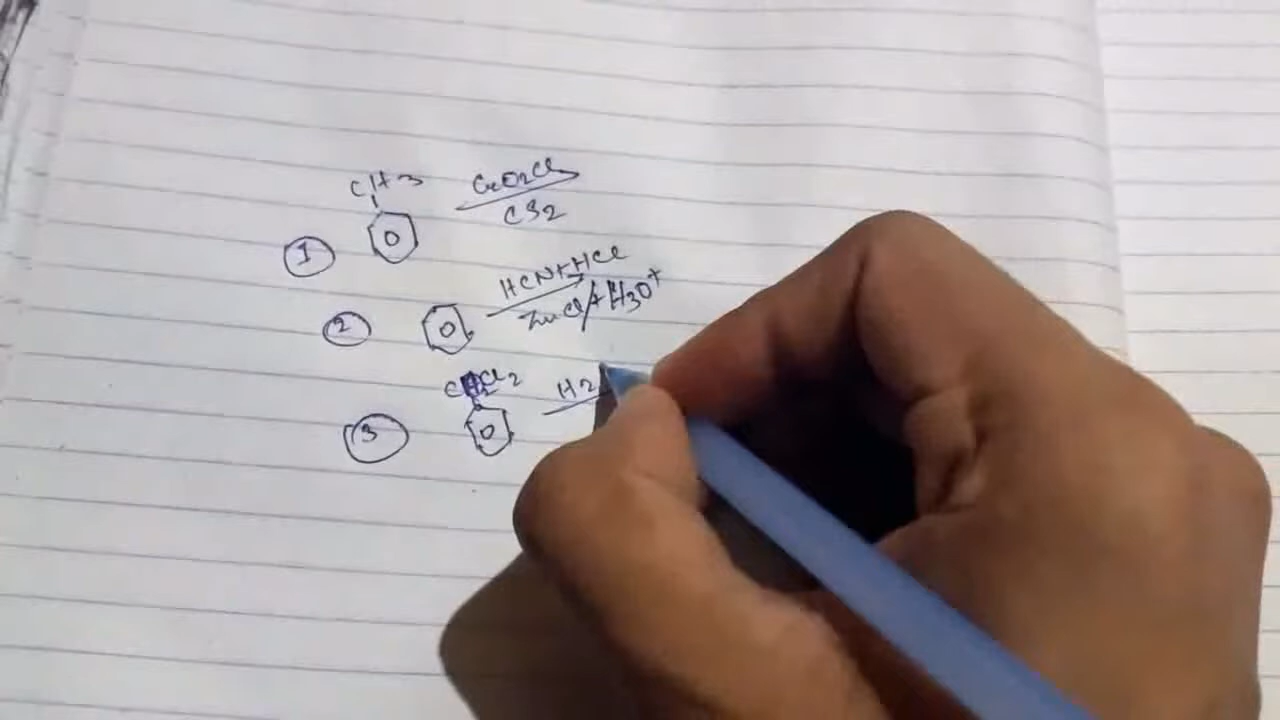 CH3 CrO2Cl2
CS2
1
HCN+HCl
2 ZnCl2/H3O+
CHCl2 H2
3